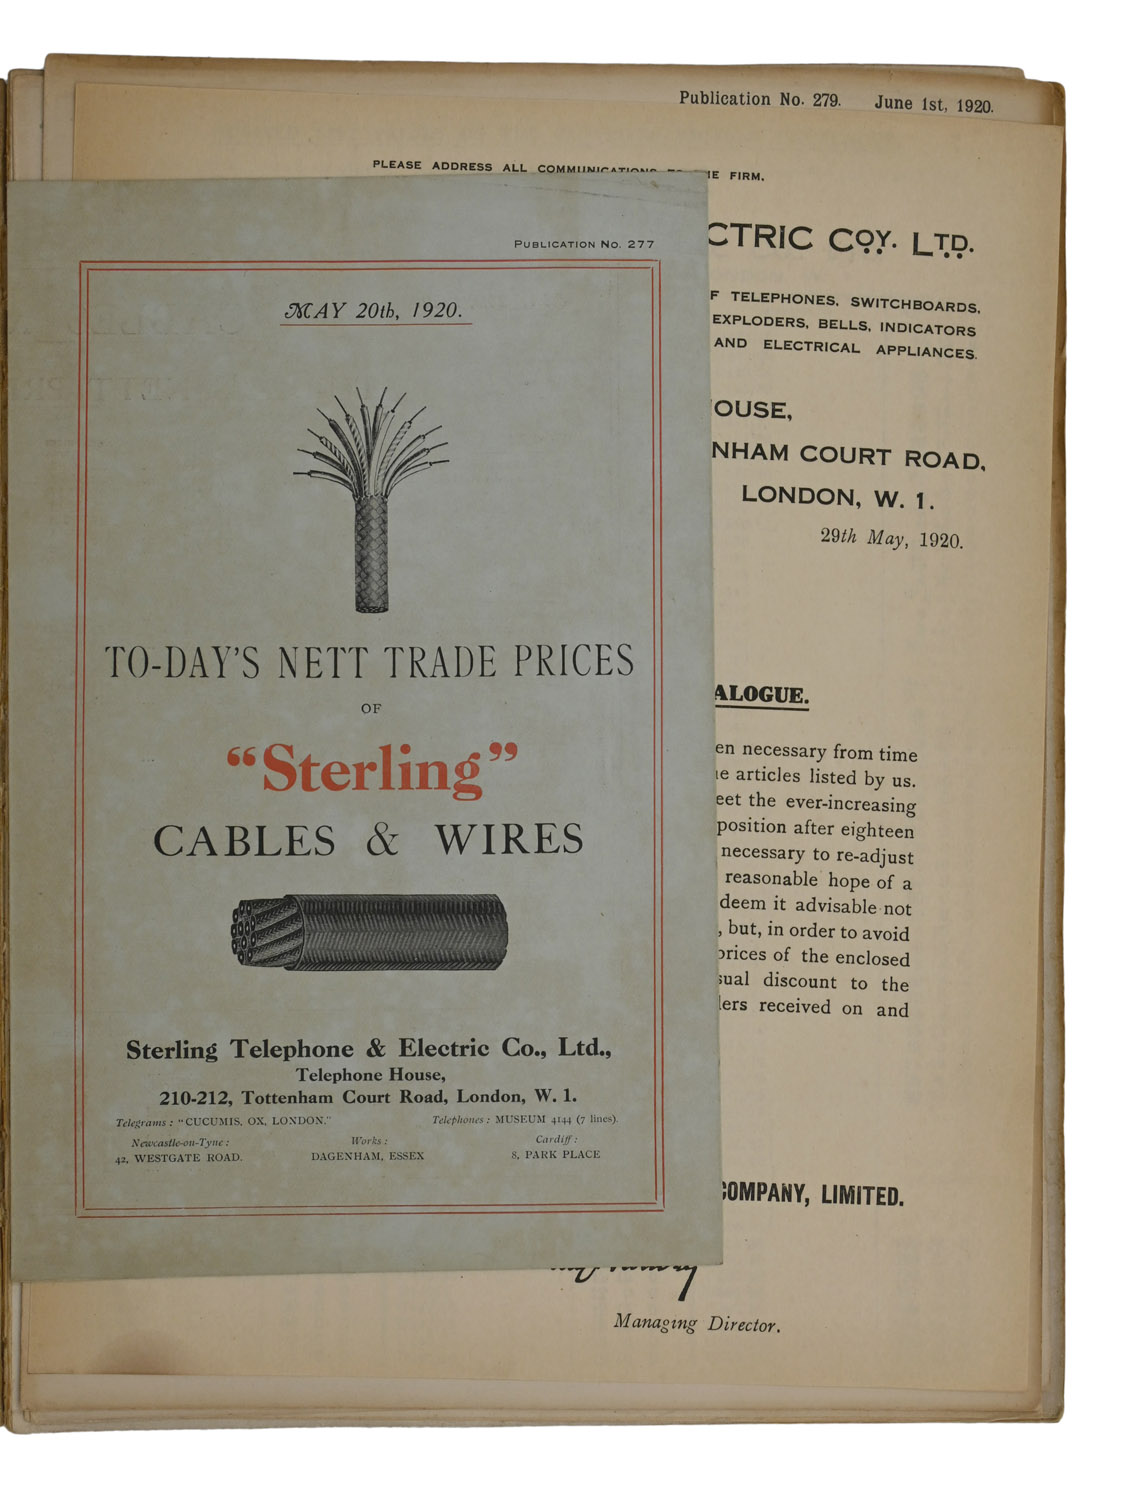 Publication No. 279. June 1st, 1920.
PLEASE ADDRESS ALL COMMUNICATIONS TO THE FIRM.
CTRIC COY. LTD.
F TELEPHONES, SWITCHBOARDS,
EXPLODERS, BELLS, INDICATORS
AND ELECTRICAL APPLIANCES.
OUSE,
NHAM COURT ROAD,
LONDON, W. 1.
29th May, 1920.
ALOGUE.
en necessary from time
e articles listed by us.
eet the ever-increasing
position after eighteen
necessary to re-adjust
reasonable hope of a
deem it advisable not
, but, in order to avoid
prices of the enclosed
sual discount to the
lers received on and
COMPANY, LIMITED.
Managing Director.
PUBLICATION No. 277
MAY 20th, 1920.
TO-DAY'S NETT TRADE PRICES
OF
“Sterling”
CABLES & WIRES
Sterling Telephone & Electric Co., Ltd.,
Telephone House,
210-212, Tottenham Court Road, London, W. 1.
Telegrams: "CUCUMIS, OX, LONDON." Telephones: MUSEUM 4144 (7 lines).
Newcastle-on-Tyne: Works: Cardiff:
42, WESTGATE ROAD. DAGENHAM, ESSEX 8, PARK PLACE